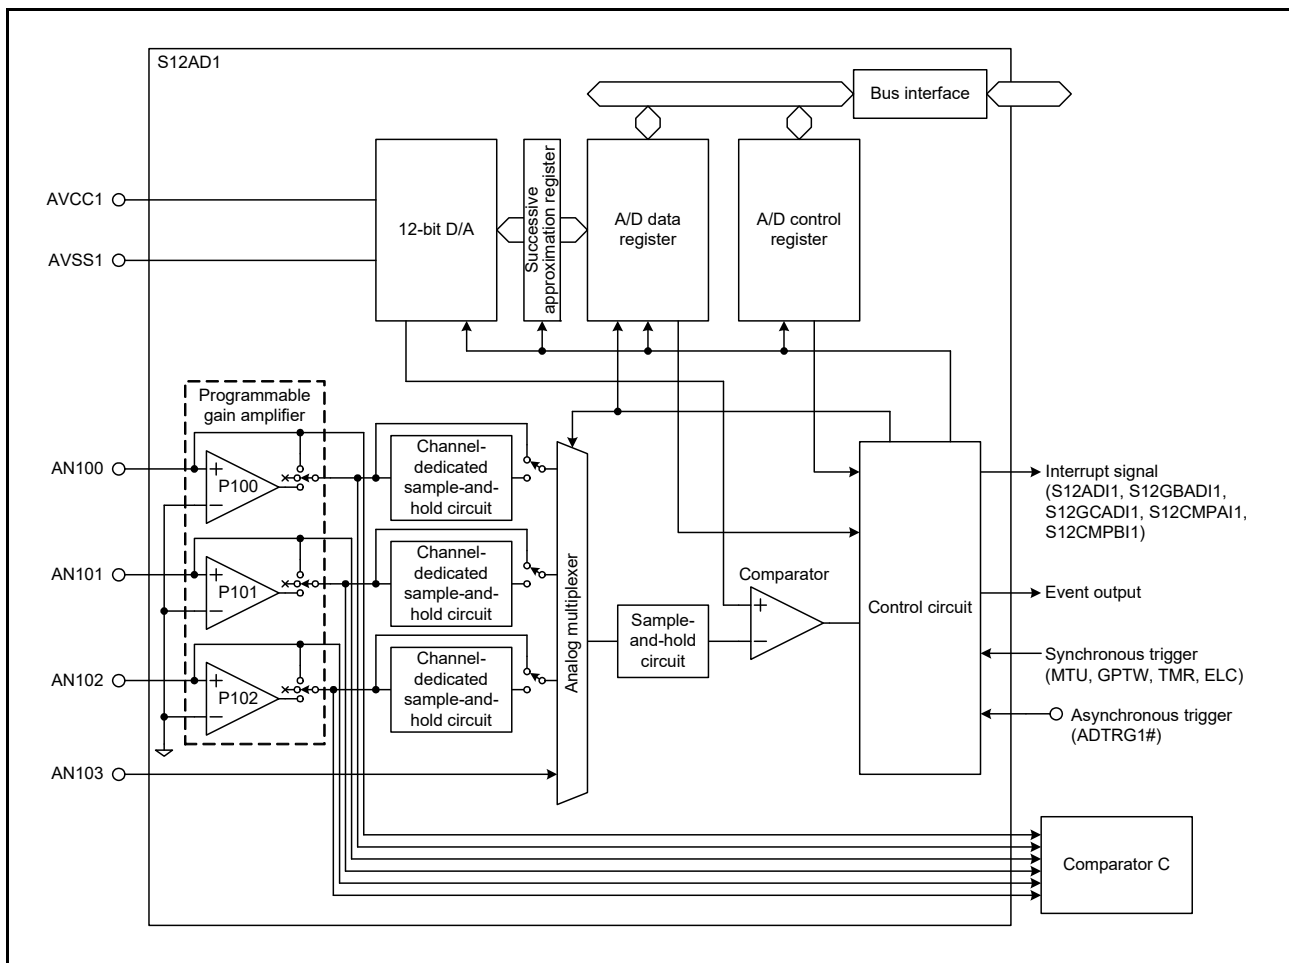 S12AD1
Bus interface
AVCC1
AVSS1
12-bit D/A
Successive
approximation register
A/D data
register
A/D control
register
Programmable
gain amplifier
AN100
+
P100
−
Channel-
dedicated
sample-and-
hold circuit
AN101
+
P101
−
Channel-
dedicated
sample-and-
hold circuit
AN102
+
P102
−
Channel-
dedicated
sample-and-
hold circuit
AN103
Analog multiplexer
Sample-
and-hold
circuit
Comparator
+
−
Control circuit
Interrupt signal
(S12ADI1, S12GBADI1,
S12GCADI1, S12CMPAI1,
S12CMPBI1)
Event output
Synchronous trigger
(MTU, GPTW, TMR, ELC)
Asynchronous trigger
(ADTRG1#)
Comparator C